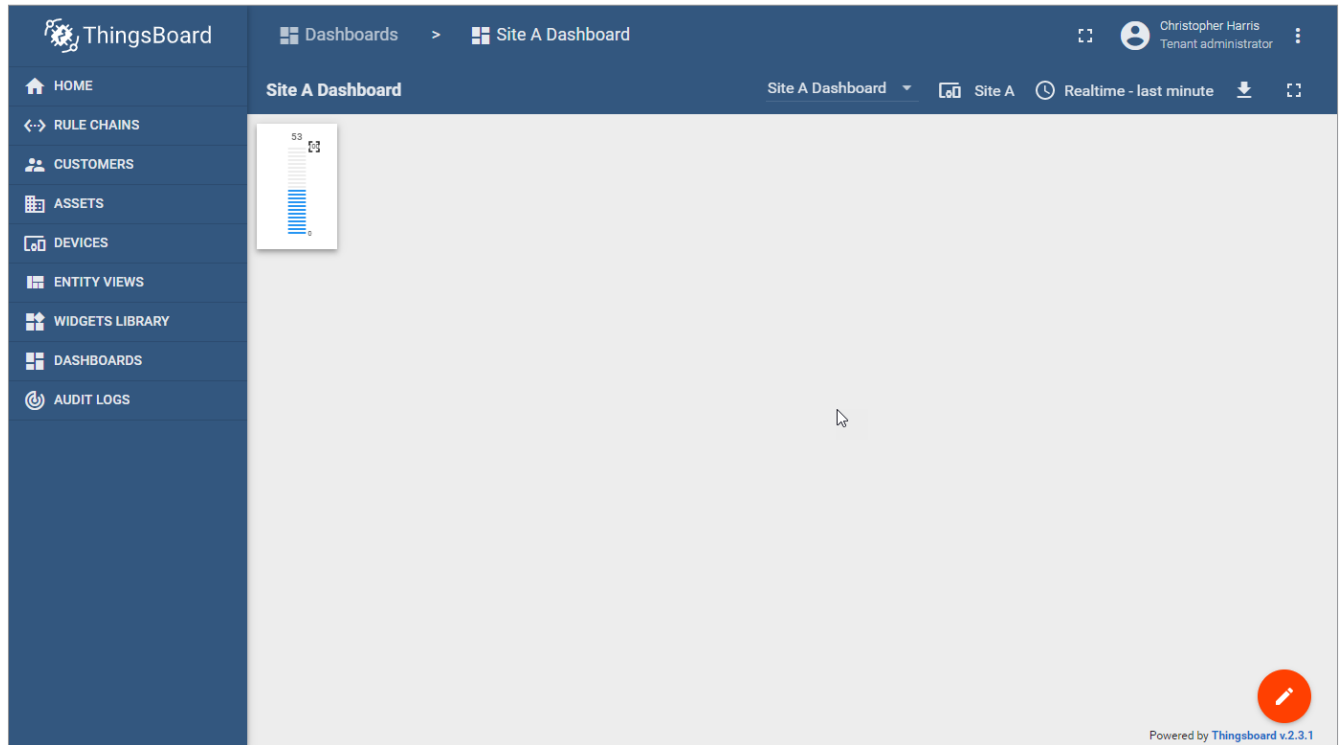 ThingsBoard
Dashboards > Site A Dashboard
Christopher Harris
Tenant administrator
HOME
RULE CHAINS
CUSTOMERS
ASSETS
DEVICES
ENTITY VIEWS
WIDGETS LIBRARY
DASHBOARDS
AUDIT LOGS
Site A Dashboard
Site A Dashboard
Site A
Realtime - last minute
53
0
Powered by Thingsboard v.2.3.1